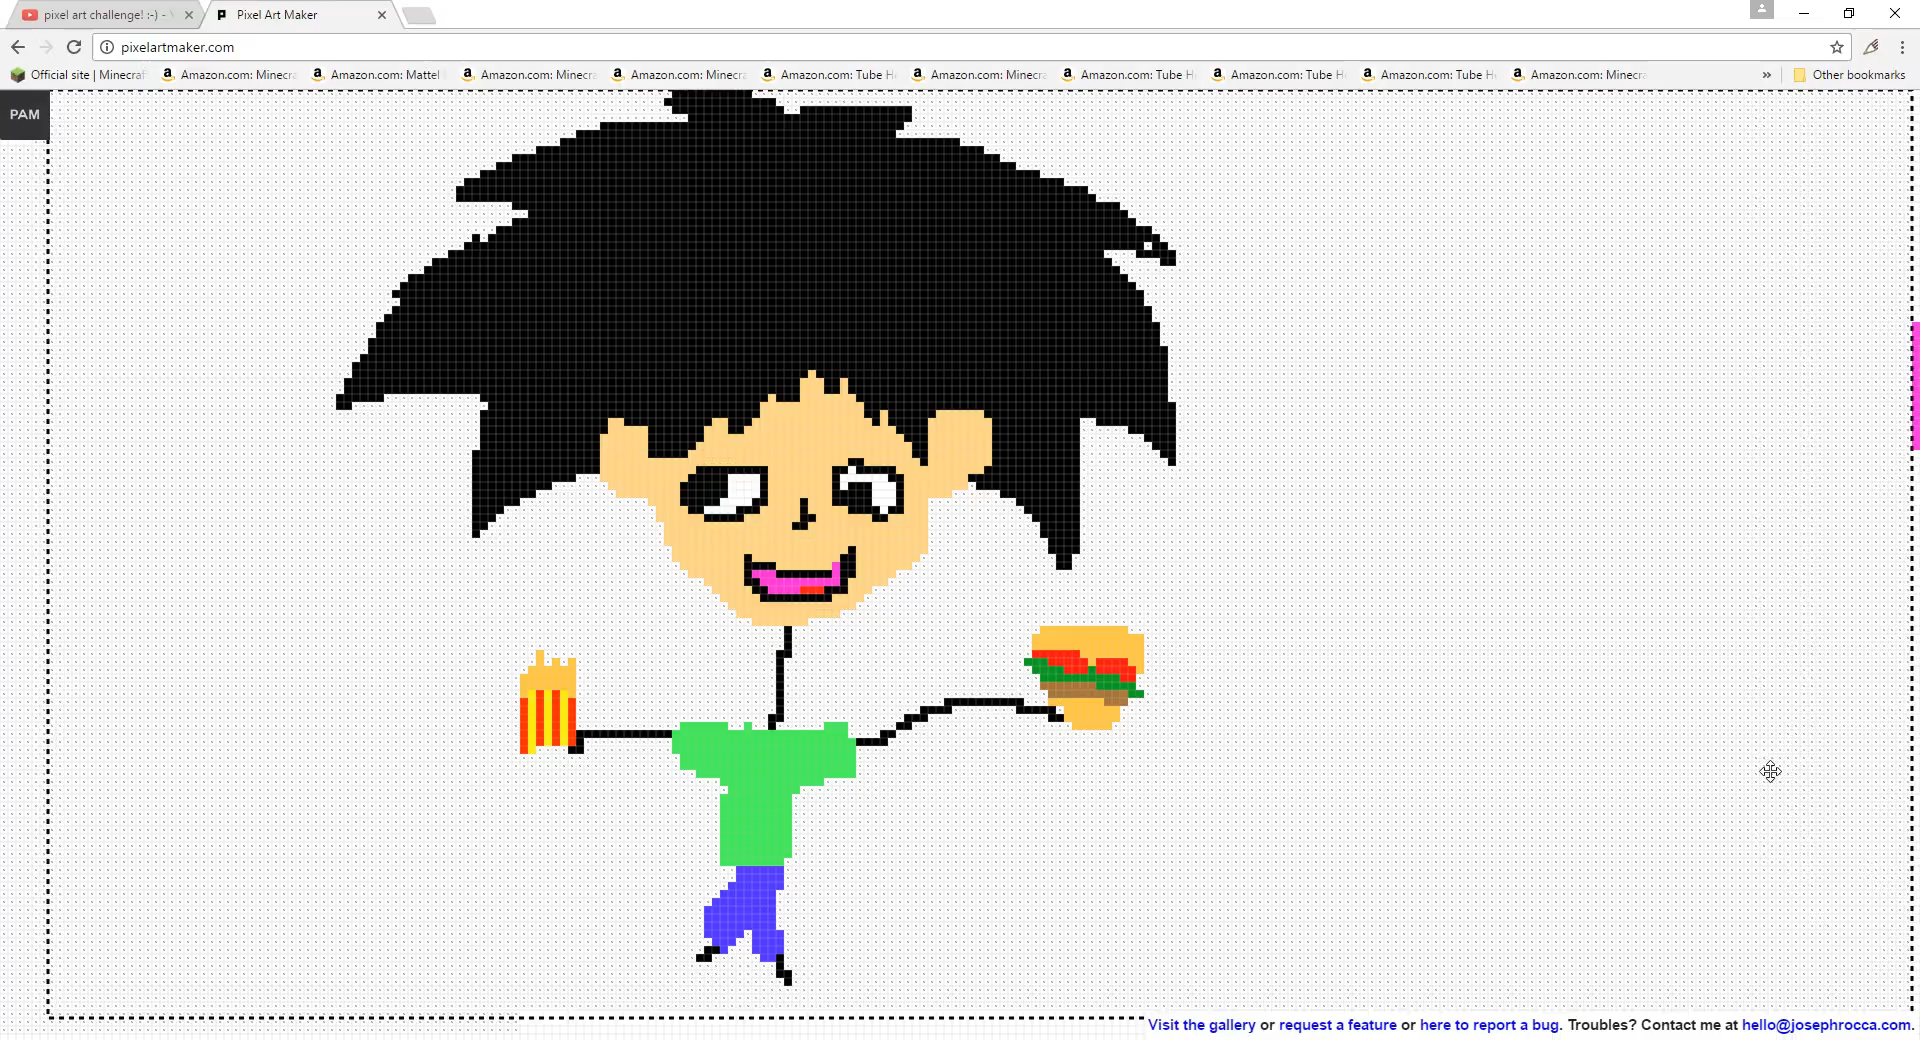 pixel art challenge! :-) - Y
Pixel Art Maker
pixelartmaker.com
Official site | Minecraf
Amazon.com: Minecra
Amazon.com: Mattel
Amazon.com: Minecra
Amazon.com: Minecra
Amazon.com: Tube H
Amazon.com: Minecra
Amazon.com: Tube H
Amazon.com: Tube H
Amazon.com: Tube H
Amazon.com: Minecra
» Other bookmarks
PAM
Visit the gallery or request a feature or here to report a bug. Troubles? Contact me at hello@josephrocca.com.